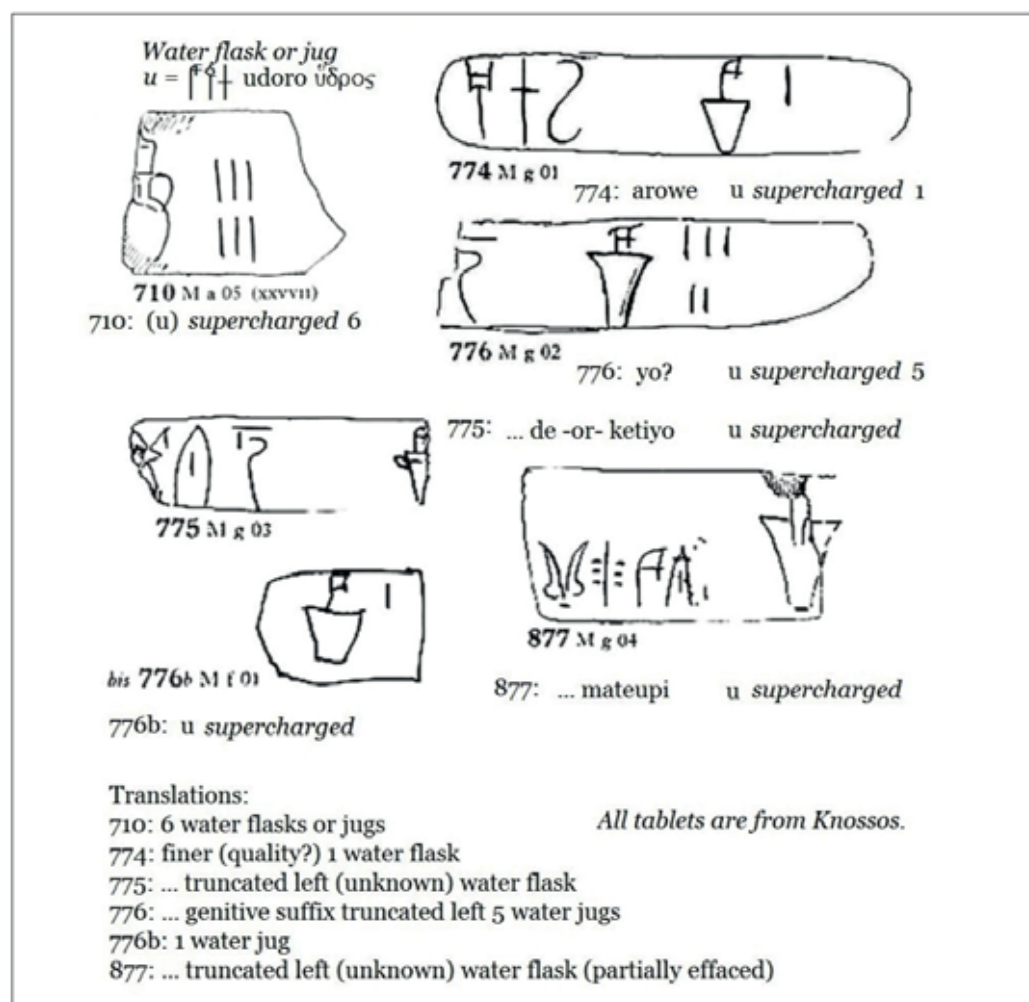 Water flask or jug
u = 𐀄𐀈𐀫 udoro ὕδρος
710 M a 05 (xxvvii)
710: (u) supercharged 6
774 M g 01
774: arowe u supercharged 1
776 M g 02
776: yo? u supercharged 5
775: ... de -or- ketiyo u supercharged
775 M g 03
877 M g 04
877: ... mateupi u supercharged
bis 776b M f 01
776b: u supercharged
Translations:
All tablets are from Knossos.
710: 6 water flasks or jugs
774: finer (quality?) 1 water flask
775: ... truncated left (unknown) water flask
776: ... genitive suffix truncated left 5 water jugs
776b: 1 water jug
877: ... truncated left (unknown) water flask (partially effaced)